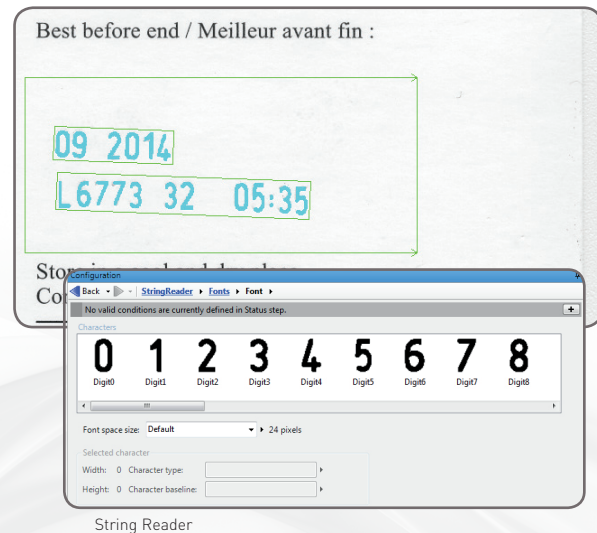 Best before end / Meilleur avant fin :
09 2014
L6773 32 05:35
Configuration
Back StringReader Fonts Font
No valid conditions are currently defined in Status step.
Characters
0 1 2 3 4 5 6 7 8
Digit0 Digit1 Digit2 Digit3 Digit4 Digit5 Digit6 Digit7 Digit8
Font space size: Default 24 pixels
Selected character
Width: 0 Character type:
Height: 0 Character baseline:
String Reader